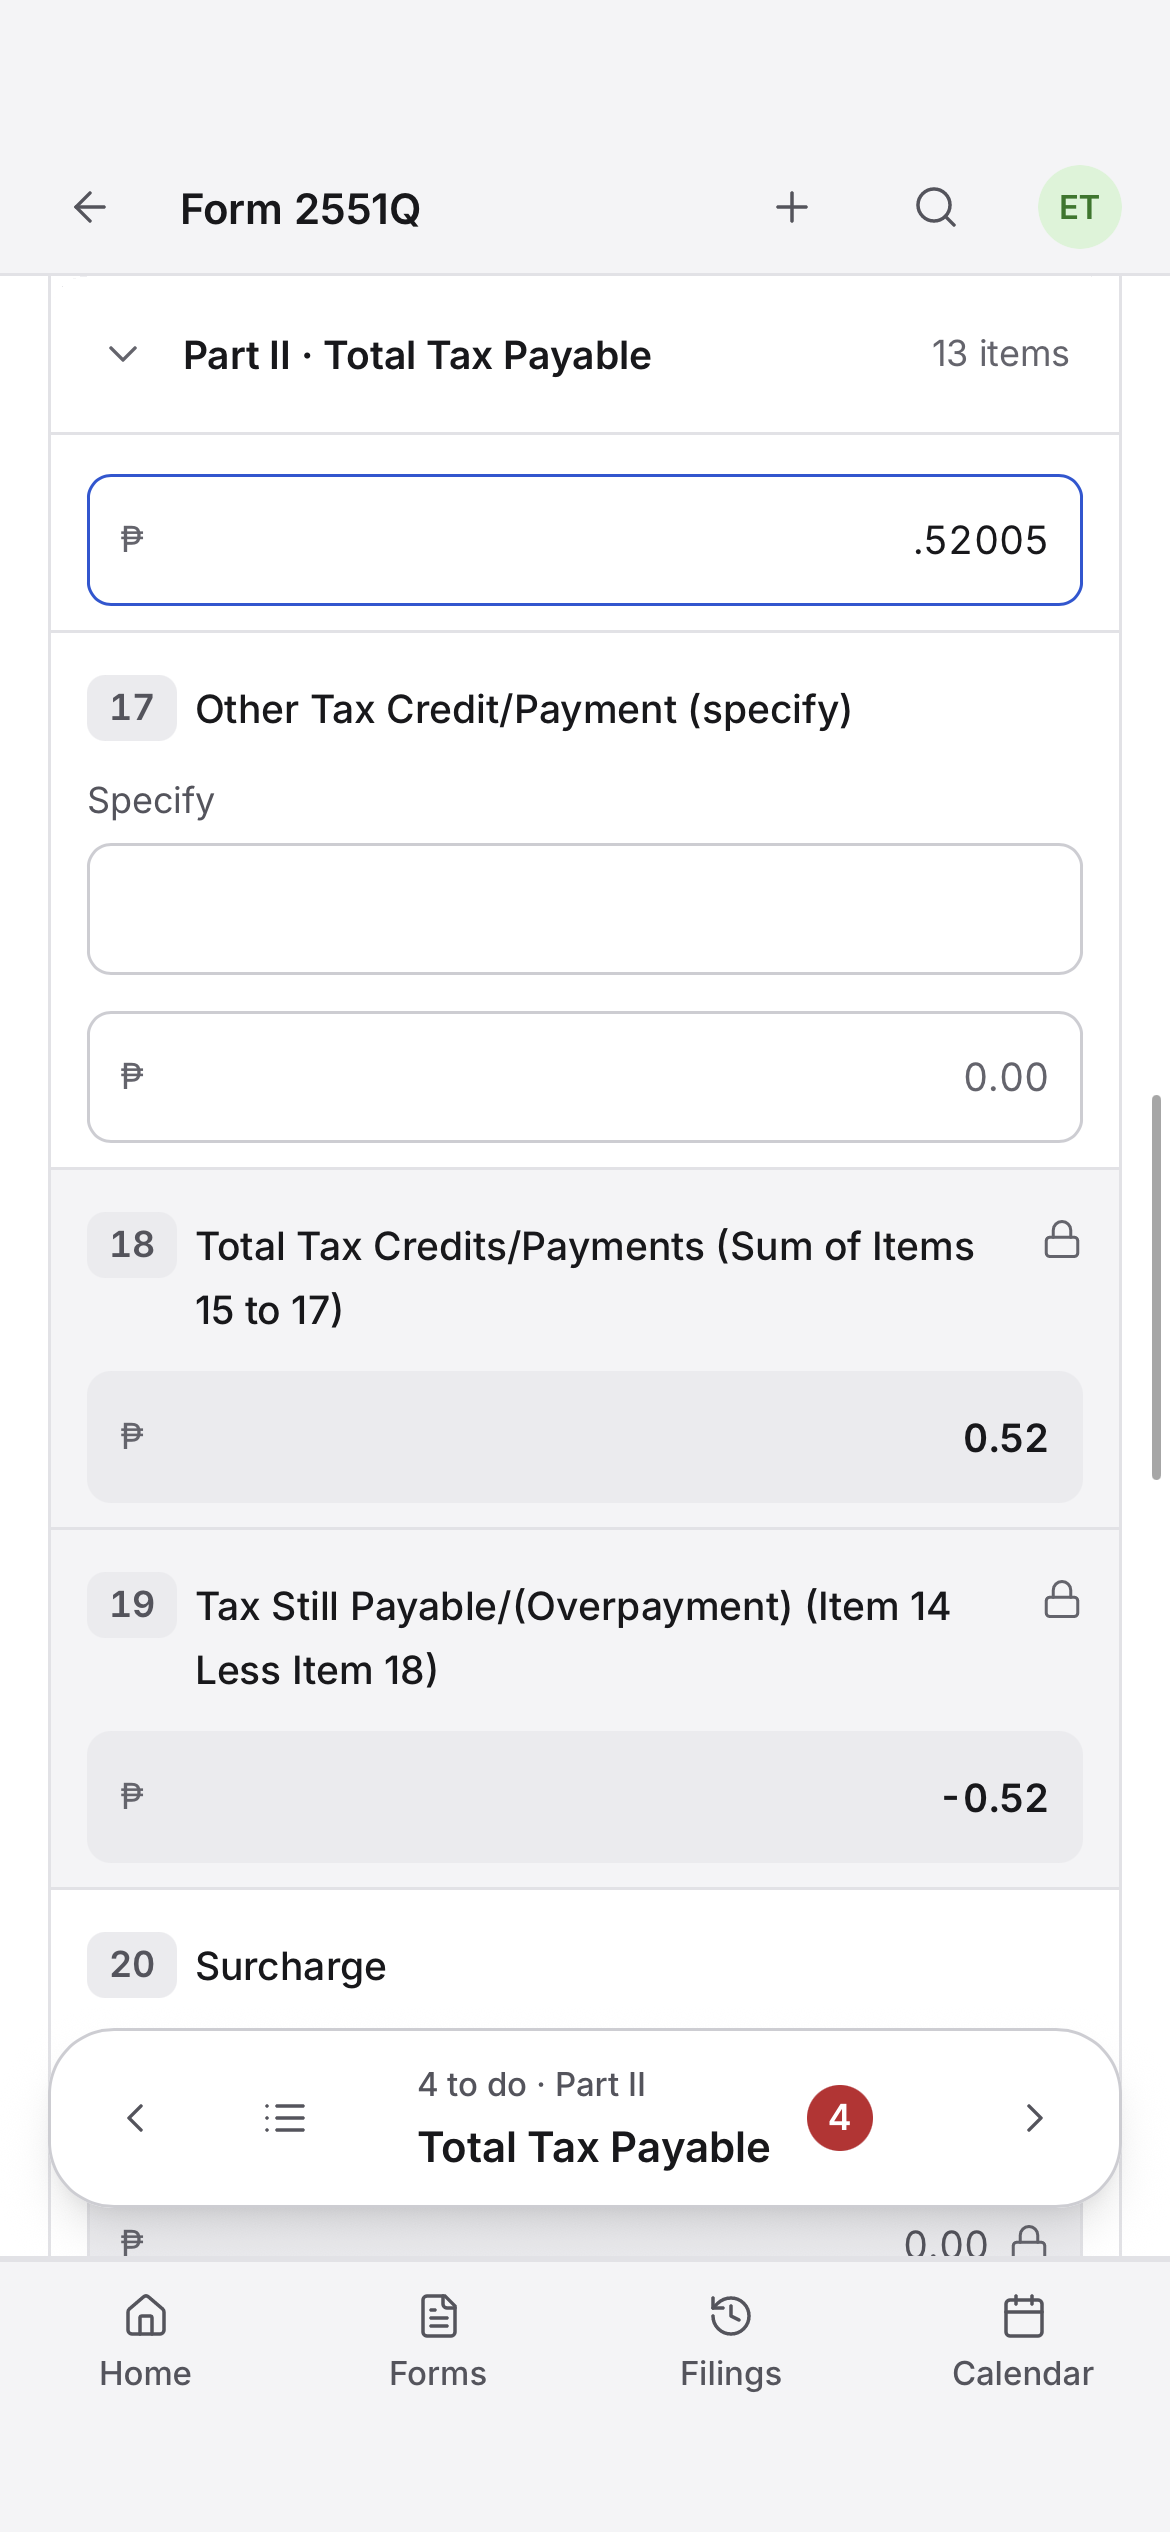 Form 2551Q
ET
Part II · Total Tax Payable
13 items
₱ .52005
17 Other Tax Credit/Payment (specify)
Specify
₱ 0.00
18 Total Tax Credits/Payments (Sum of Items
15 to 17)
₱ 0.52
19 Tax Still Payable/(Overpayment) (Item 14
Less Item 18)
₱ -0.52
20 Surcharge
4 to do · Part II
Total Tax Payable
4
₱ 0.00
Home
Forms
Filings
Calendar